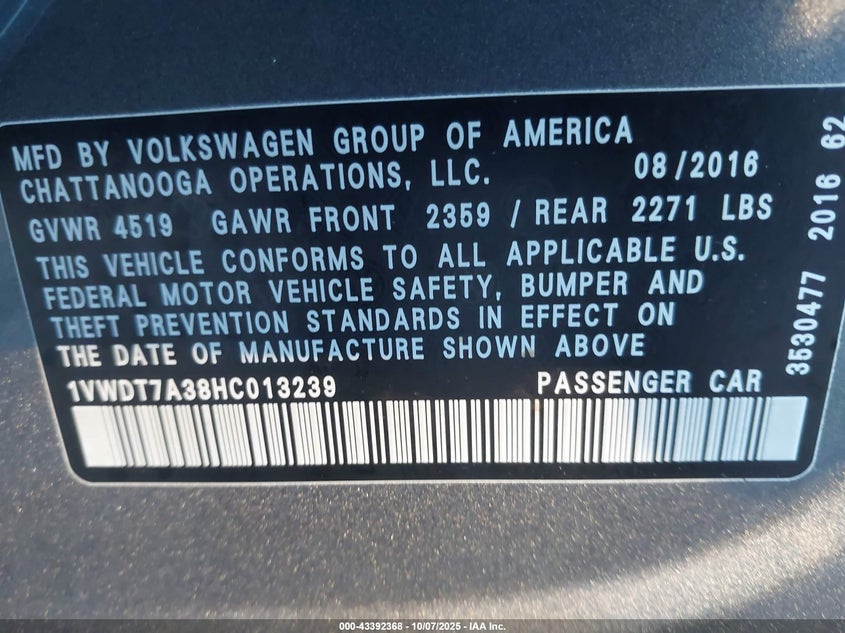 MFD BY VOLKSWAGEN GROUP OF AMERICA
CHATTANOOGA OPERATIONS, LLC. 08/2016
GVWR 4519 GAWR FRONT 2359 / REAR 2271 LBS
THIS VEHICLE CONFORMS TO ALL APPLICABLE U.S.
FEDERAL MOTOR VEHICLE SAFETY, BUMPER AND
THEFT PREVENTION STANDARDS IN EFFECT ON
THE DATE OF MANUFACTURE SHOWN ABOVE
1VWDT7A38HC013239 PASSENGER CAR
3530477 2016 62
000-43392368 - 10/07/2025 - IAA Inc.